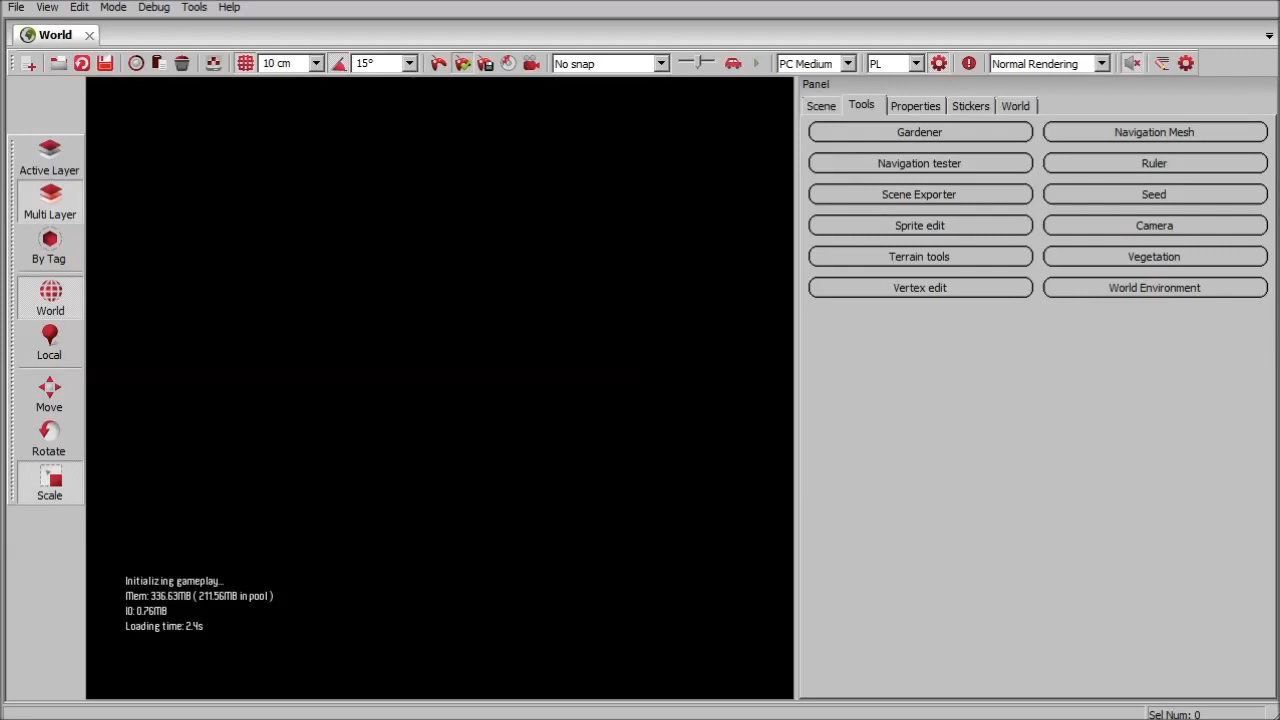 File View Edit Mode Debug Tools Help
World
10 cm 15° No snap PC Medium PL Normal Rendering
Panel
Scene Tools Properties Stickers World
Gardener Navigation Mesh
Navigation tester Ruler
Scene Exporter Seed
Sprite edit Camera
Terrain tools Vegetation
Vertex edit World Environment
Active Layer
Multi Layer
By Tag
World
Local
Move
Rotate
Scale
Initializing gameplay...
Mem: 336.63MB ( 211.56MB in pool )
IO: 0.76MB
Loading time: 2.4s
Sel Num: 0